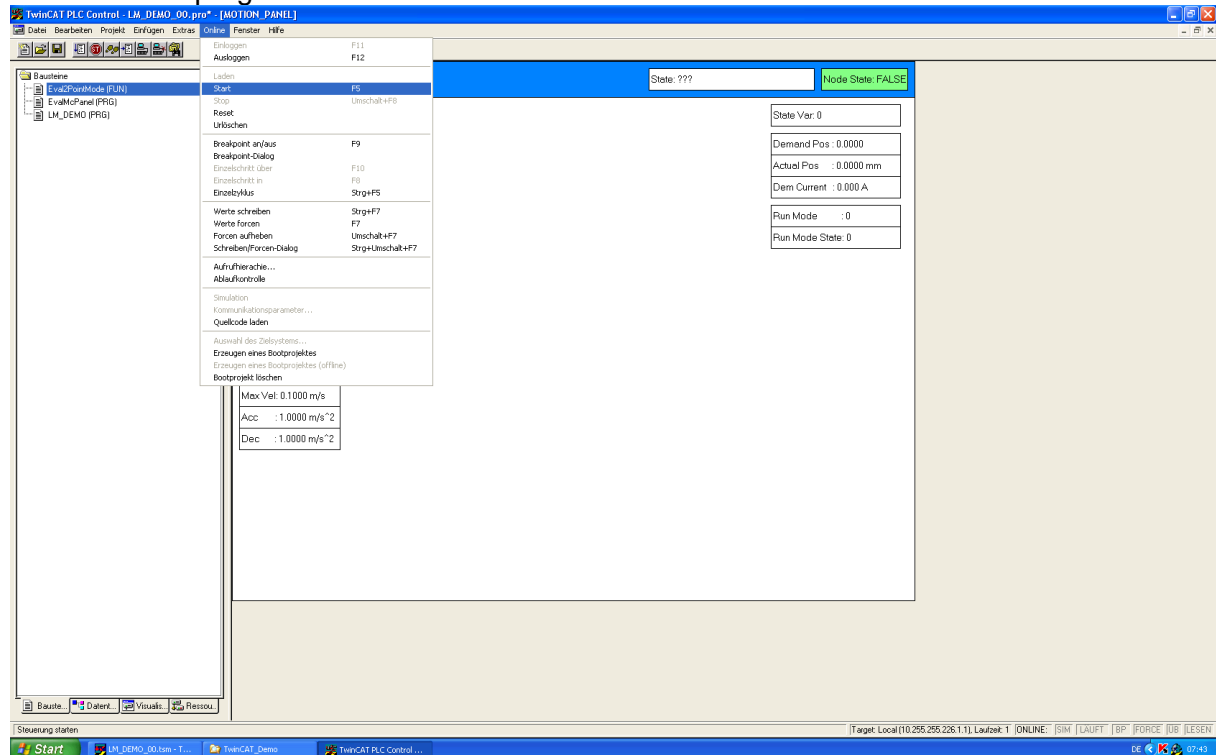 TwinCAT PLC Control - LM_DEMO_00.pro* - [MOTION_PANEL]
Datei Bearbeiten Projekt Einfügen Extras Online Fenster Hilfe
Bausteine
Eval2PointMode (FUN)
EvalMcPanel (PRG)
LM_DEMO (PRG)
Einloggen F11
Ausloggen F12
Laden
Start F5
Stop Umschalt+F8
Reset
Urlöschen
Breakpoint an/aus F9
Breakpoint-Dialog
Einzelschritt über F10
Einzelschritt in F8
Einzelzyklus Strg+F5
Werte schreiben Strg+F7
Werte forcen F7
Forcen aufheben Umschalt+F7
Schreiben/Forcen-Dialog Strg+Umschalt+F7
Aufrufhierachie...
Ablaufkontrolle
Simulation
Kommunikationsparameter...
Quellcode laden
Auswahl des Zielsystems...
Erzeugen eines Bootprojektes
Erzeugen eines Bootprojektes (offline)
Bootprojekt löschen
State: ???
Node State: FALSE
State Var: 0
Demand Pos : 0.0000
Actual Pos : 0.0000 mm
Dem Current : 0.000 A
Run Mode : 0
Run Mode State: 0
Max Vel: 0.1000 m/s
Acc : 1.0000 m/s^2
Dec : 1.0000 m/s^2
Bauste... Datent... Visualis... Ressou...
Steuerung starten
Target: Local (10.255.255.226.1.1), Laufzeit: 1 ONLINE: SIM LÄUFT BP FORCE ÜB LESEN
Start LM_DEMO_00.tsm - T... TwinCAT_Demo TwinCAT PLC Control ... DE 07:43